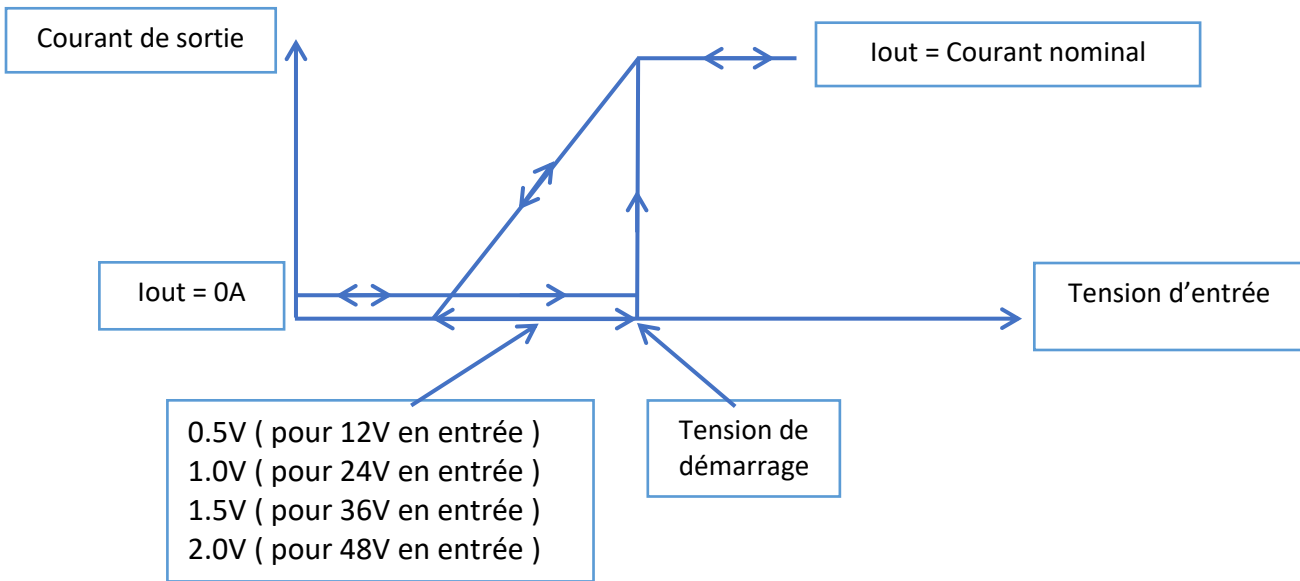 Courant de sortie
Iout = Courant nominal
Iout = 0A
Tension d’entrée
0.5V ( pour 12V en entrée )
1.0V ( pour 24V en entrée )
1.5V ( pour 36V en entrée )
2.0V ( pour 48V en entrée )
Tension de
démarrage